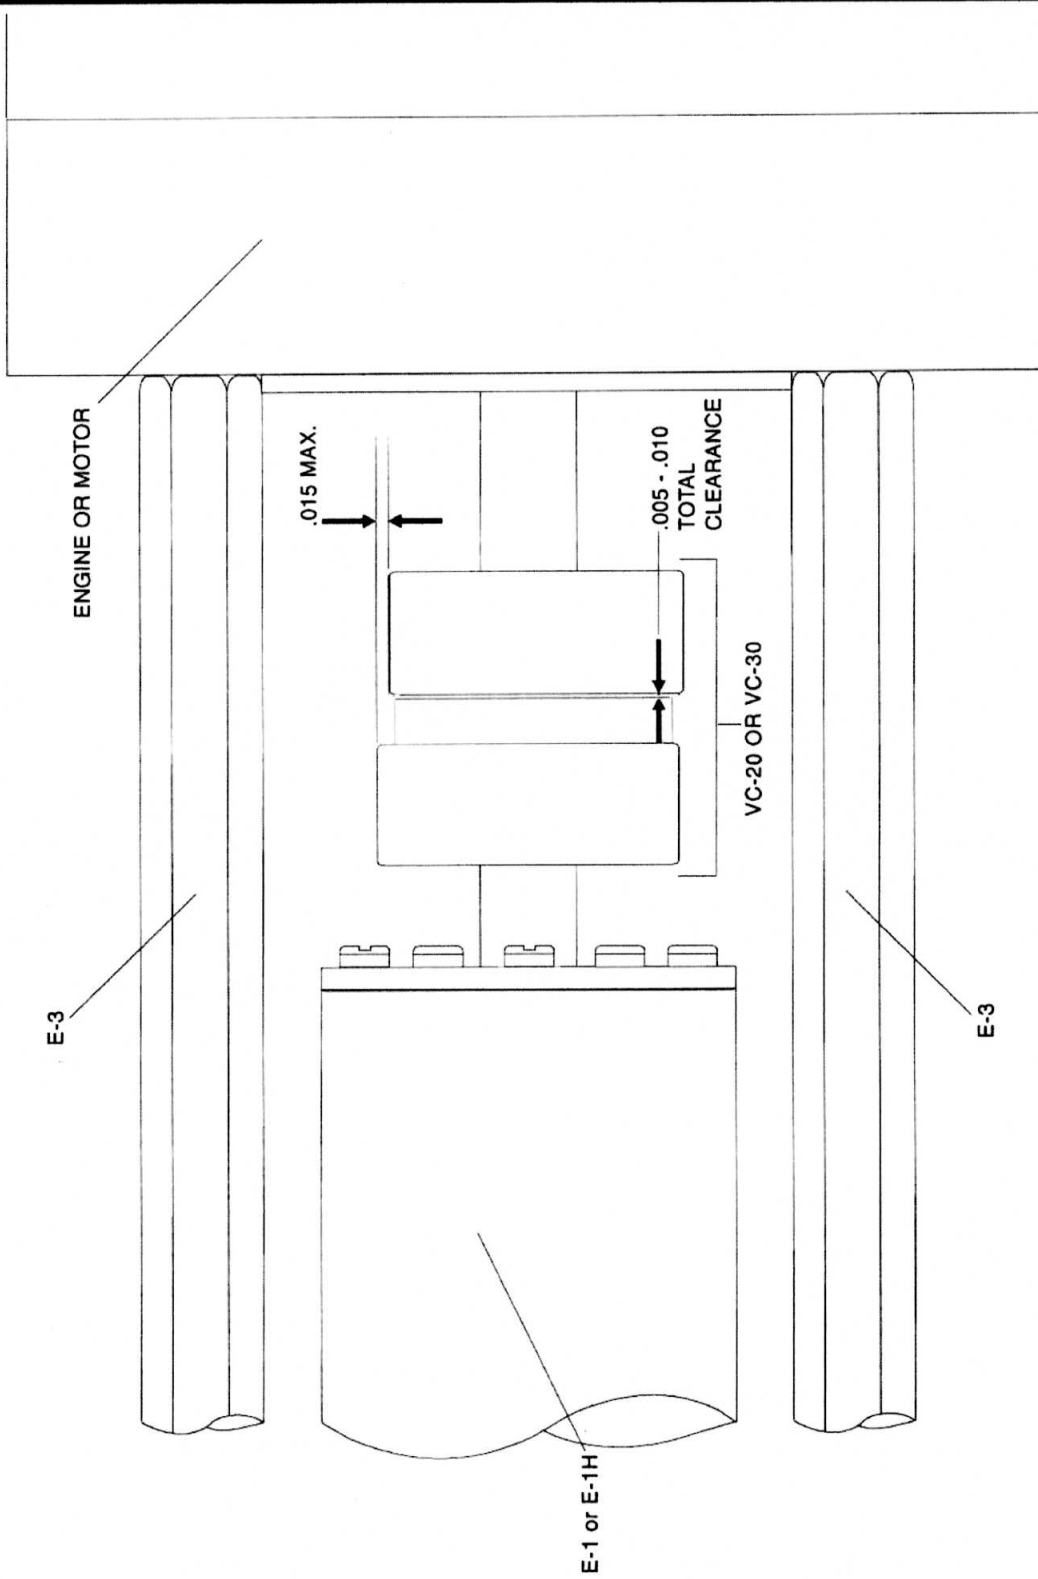 ENGINE OR MOTOR
E-3
.015 MAX.
.005 - .010
TOTAL
CLEARANCE
VC-20 OR VC-30
E-1 or E-1H
E-3